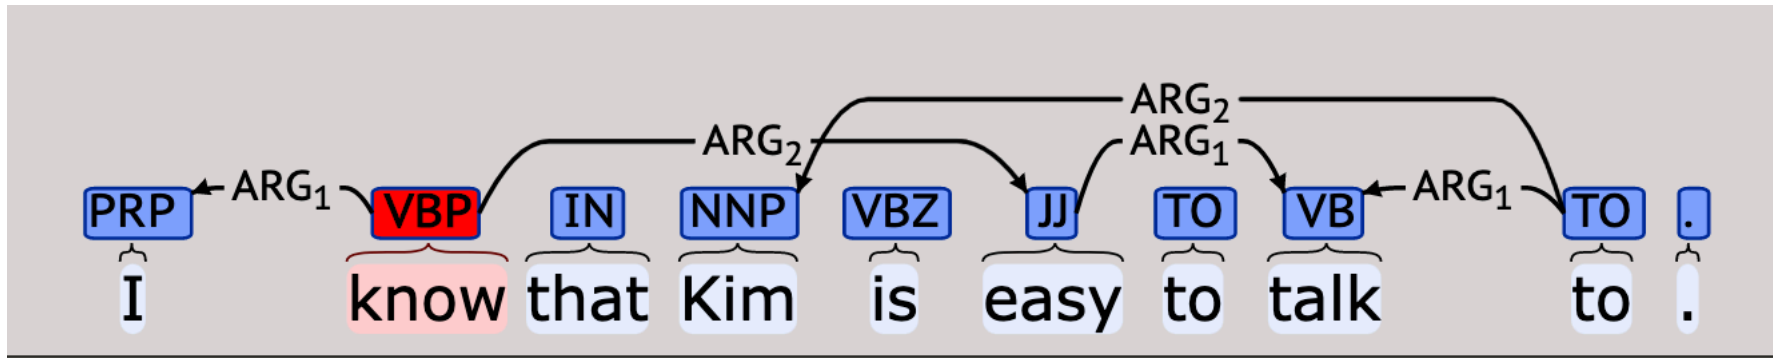 ARG₂
ARG₂ ARG₁
ARG₁ ARG₁
PRP VBP IN NNP VBZ JJ TO VB TO .
I know that Kim is easy to talk to .